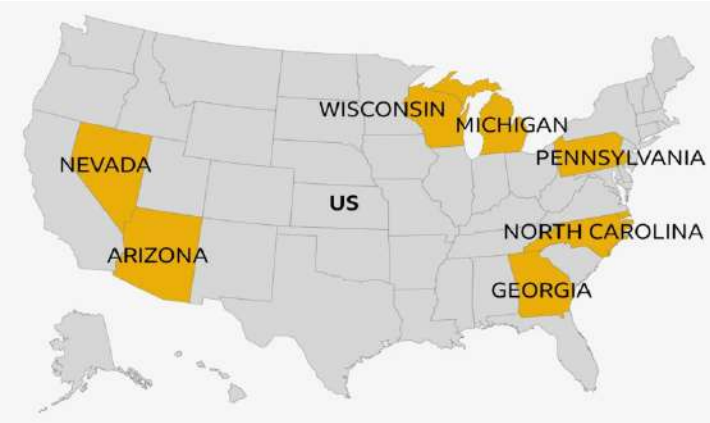 WISCONSIN
MICHIGAN
NEVADA
PENNSYLVANIA
US
NORTH CAROLINA
ARIZONA
GEORGIA